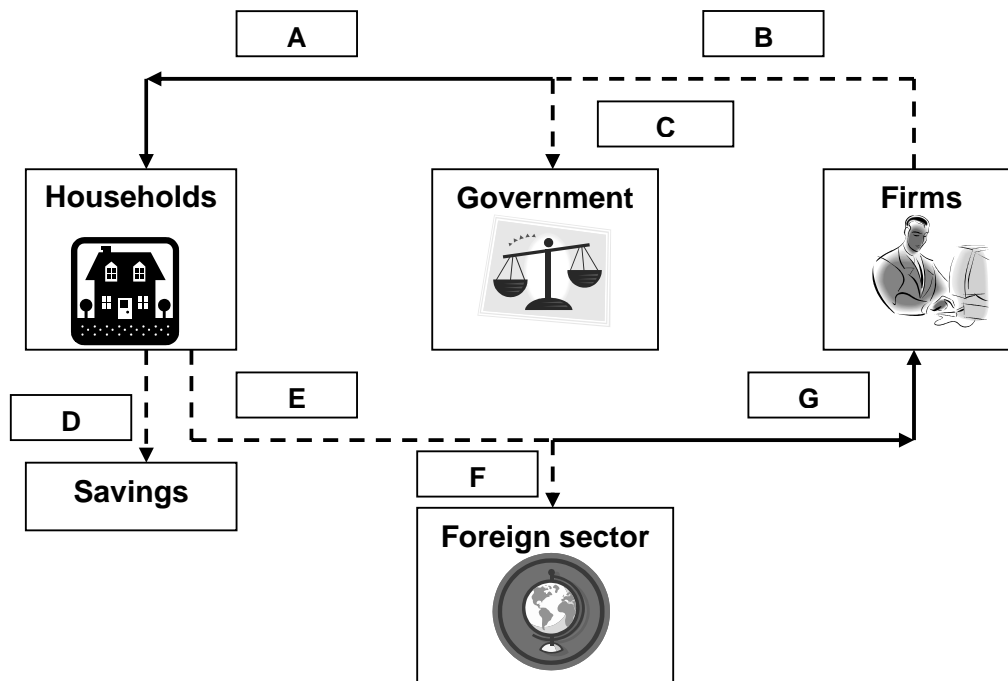 A
B
C
Households
Government
Firms
E
G
D
F
Savings
Foreign sector